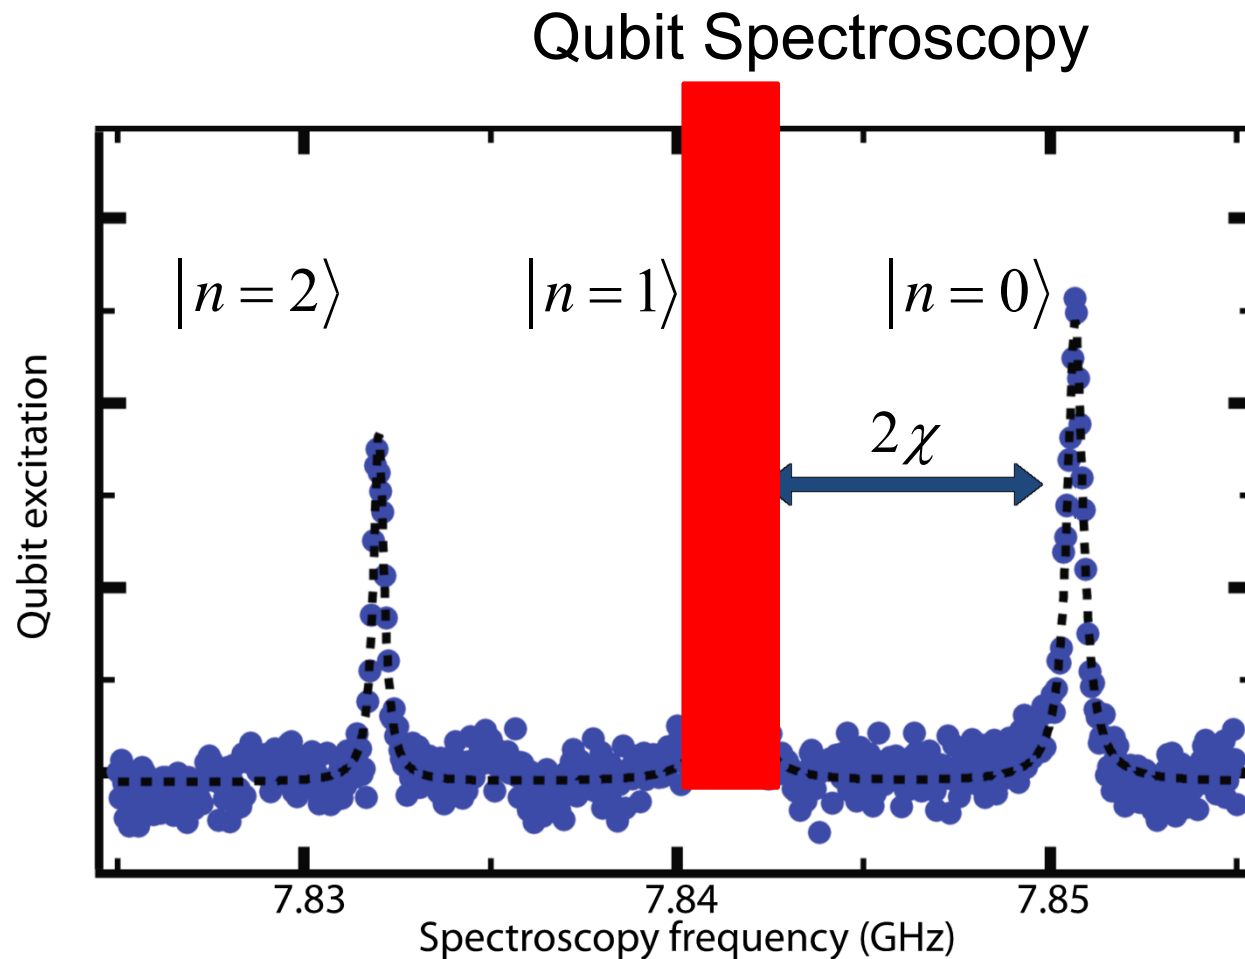 Qubit Spectroscopy
|n = 2⟩
|n = 1⟩
|n = 0⟩
2χ
Qubit excitation
7.83
7.84
7.85
Spectroscopy frequency (GHz)